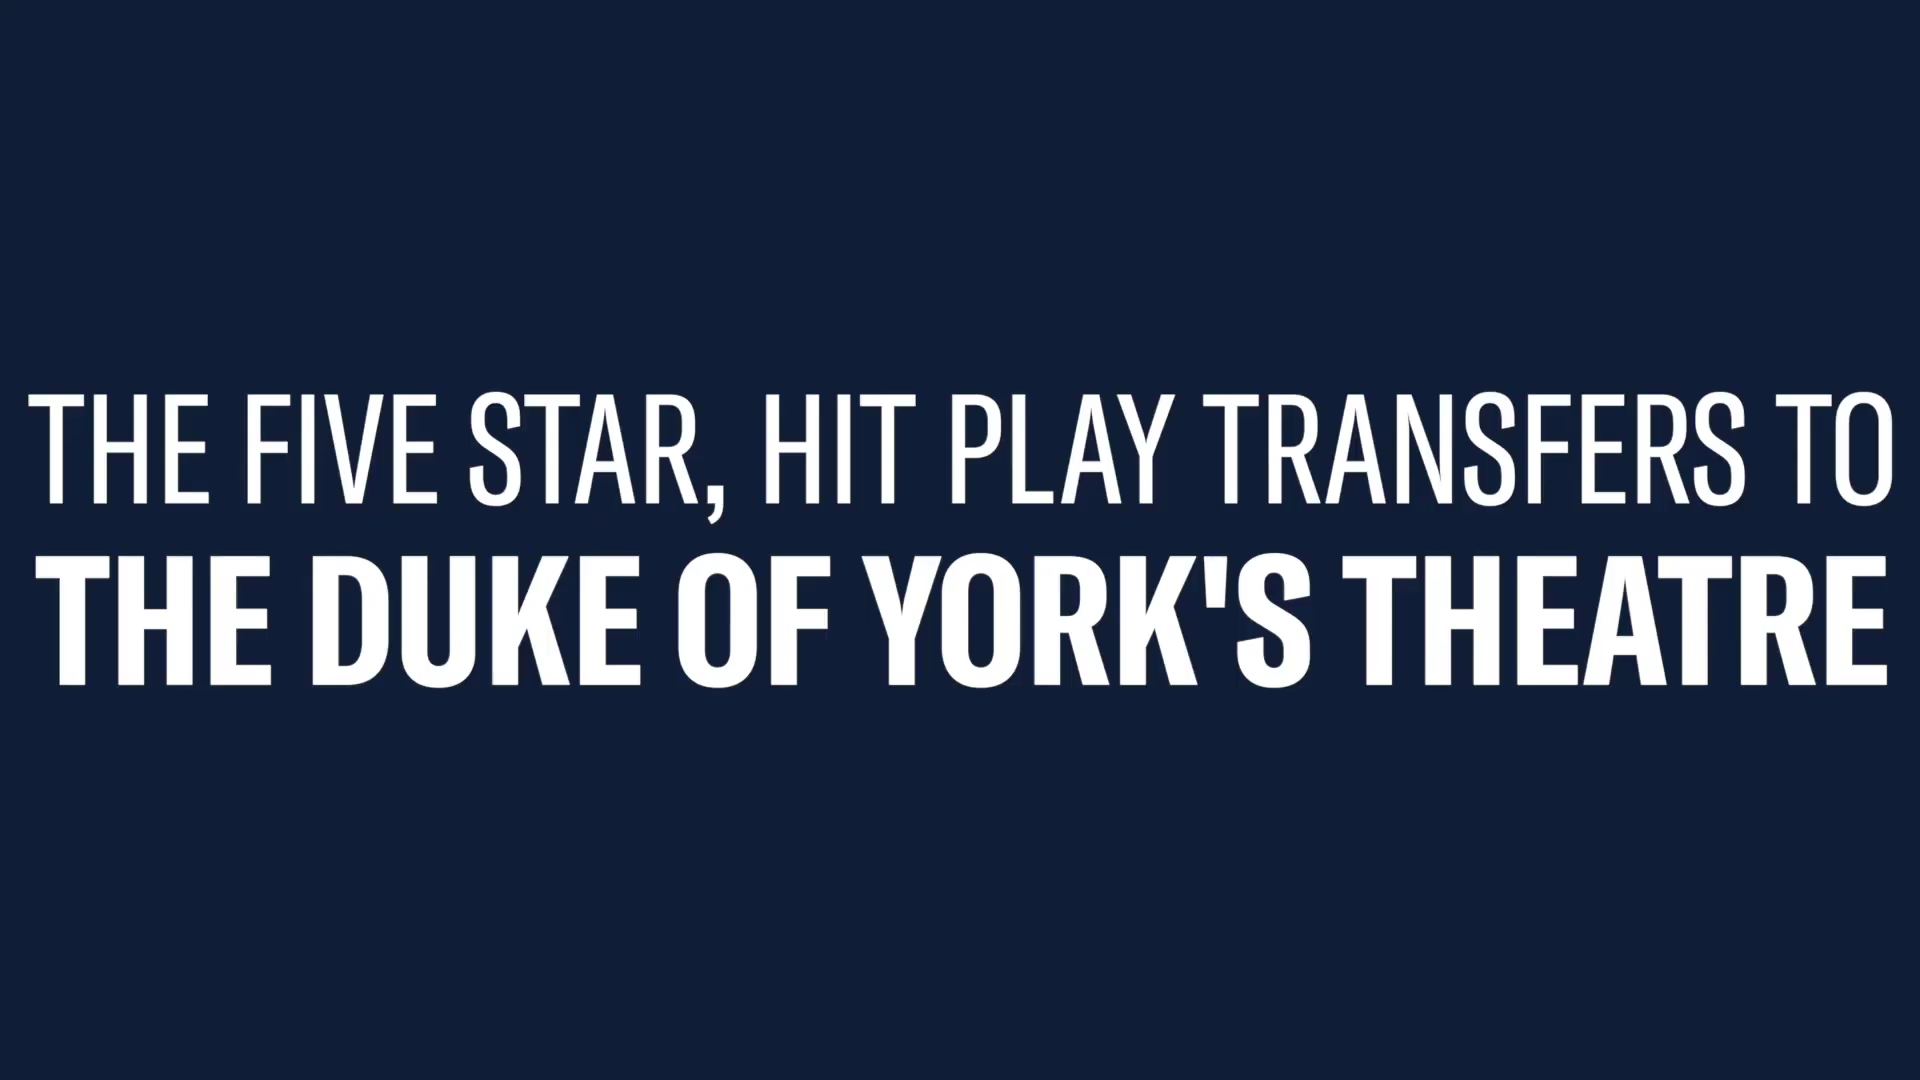 THE FIVE STAR, HIT PLAY TRANSFERS TO
THE DUKE OF YORK'S THEATRE